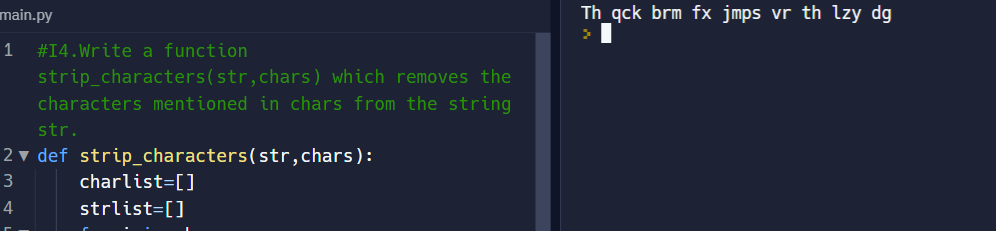 main.py
1 #I4.Write a function
strip_characters(str,chars) which removes the
characters mentioned in chars from the string
str.
2 def strip_characters(str,chars):
3 charlist=[]
4 strlist=[]
Th qck brm fx jmps vr th lzy dg